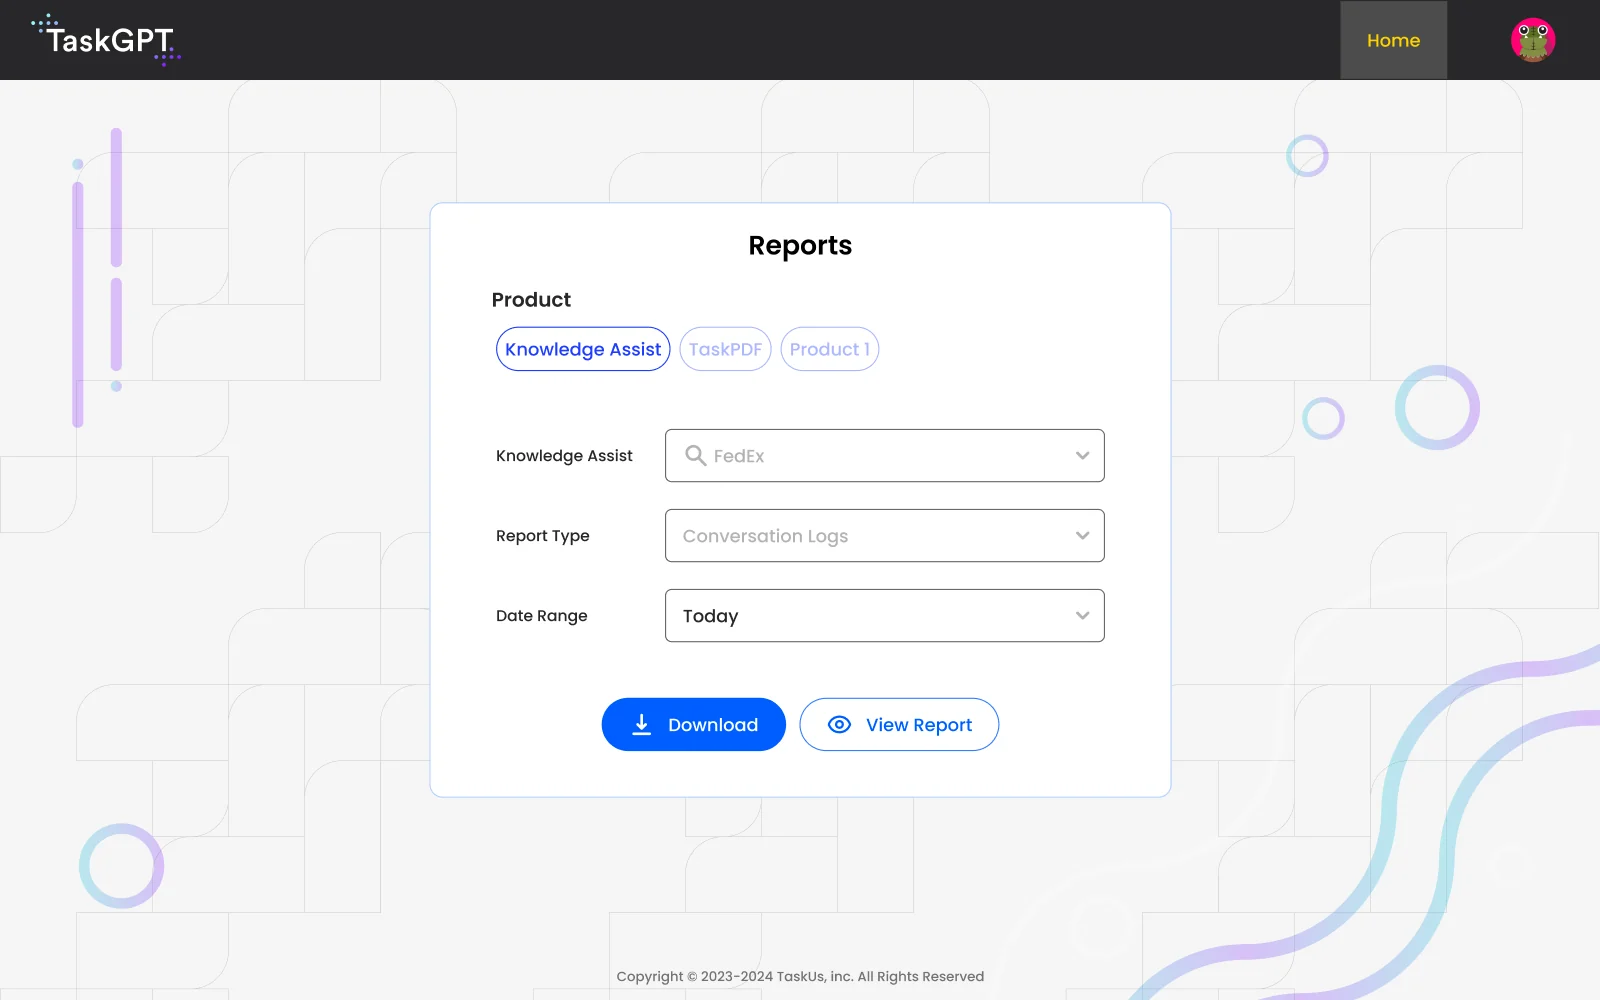 TaskGPT
Home
Reports
Product
Knowledge Assist TaskPDF Product 1
Knowledge Assist FedEx
Report Type Conversation Logs
Date Range Today
Download View Report
Copyright © 2023-2024 TaskUs, inc. All Rights Reserved